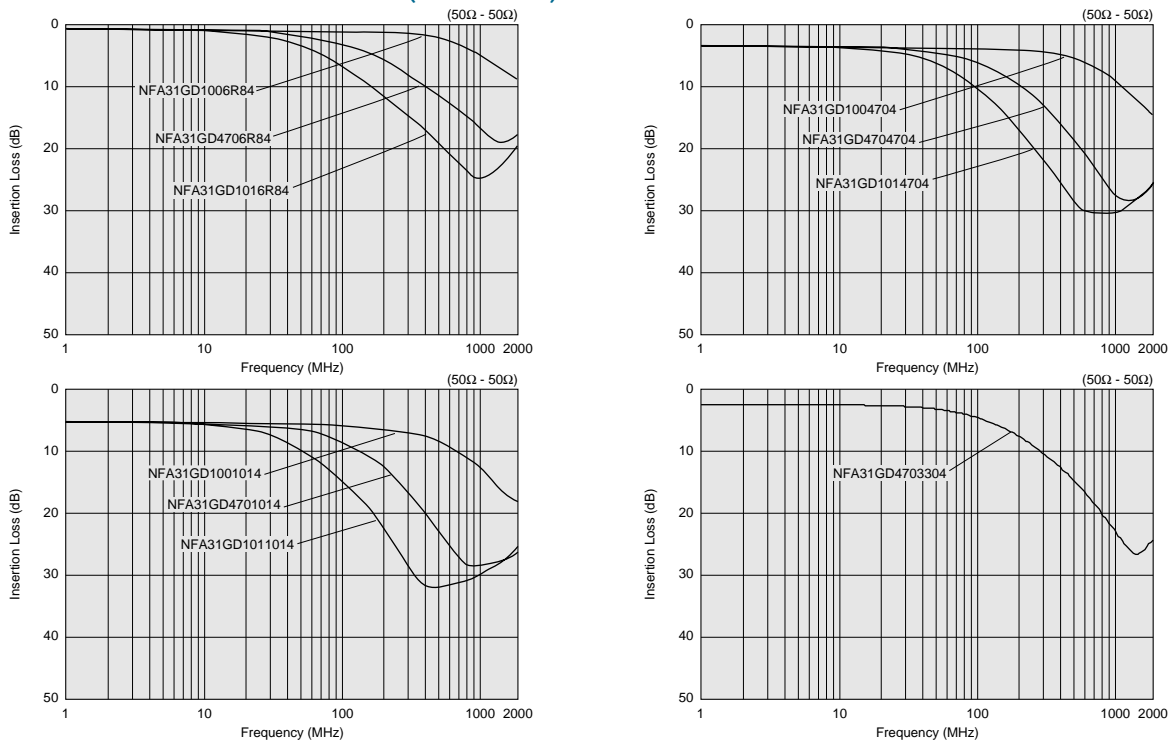 (50Ω - 50Ω)
0
10
20
30
40
50
Insertion Loss (dB)
NFA31GD1006R84
NFA31GD4706R84
NFA31GD1016R84
1
10
100
1000
2000
Frequency (MHz)
(50Ω - 50Ω)
0
10
20
30
40
50
Insertion Loss (dB)
NFA31GD1004704
NFA31GD4704704
NFA31GD1014704
1
10
100
1000
2000
Frequency (MHz)
(50Ω - 50Ω)
0
10
20
30
40
50
Insertion Loss (dB)
NFA31GD1001014
NFA31GD4701014
NFA31GD1011014
1
10
100
1000
2000
Frequency (MHz)
(50Ω - 50Ω)
0
10
20
30
40
50
Insertion Loss (dB)
NFA31GD4703304
1
10
100
1000
2000
Frequency (MHz)